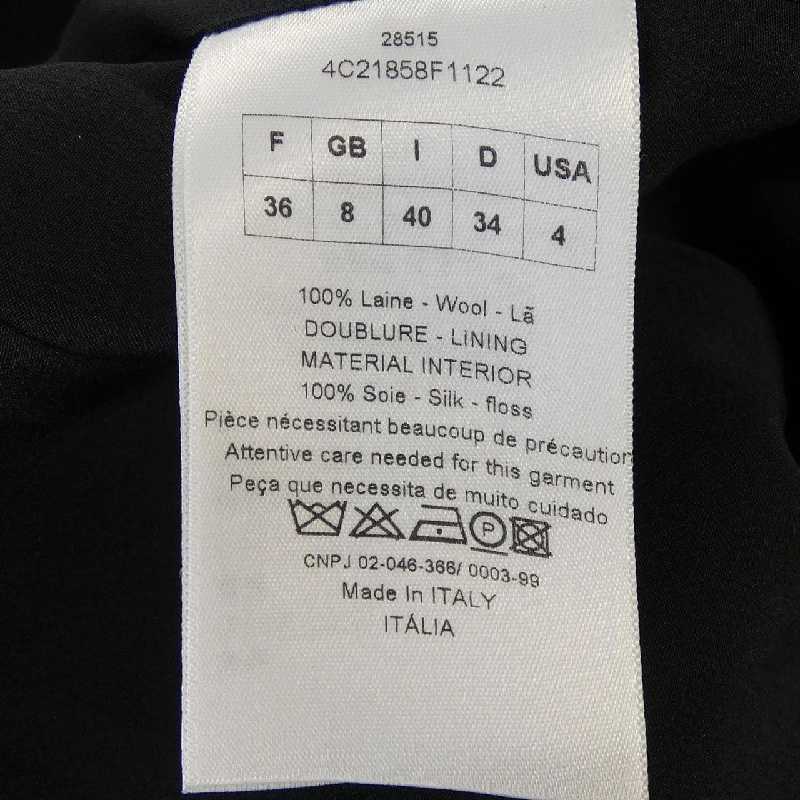 28515
4C21858F1122
F GB I D USA
36 8 40 34 4
100% Laine - Wool - Lã
DOUBLURE - LINING
MATERIAL INTERIOR
100% Soie - Silk - floss
Pièce nécessitant beaucoup de précaution
Attentive care needed for this garment
Peça que necessita de muito cuidado
P
CNPJ 02-046-366/ 0003-99
Made In ITALY
ITÁLIA